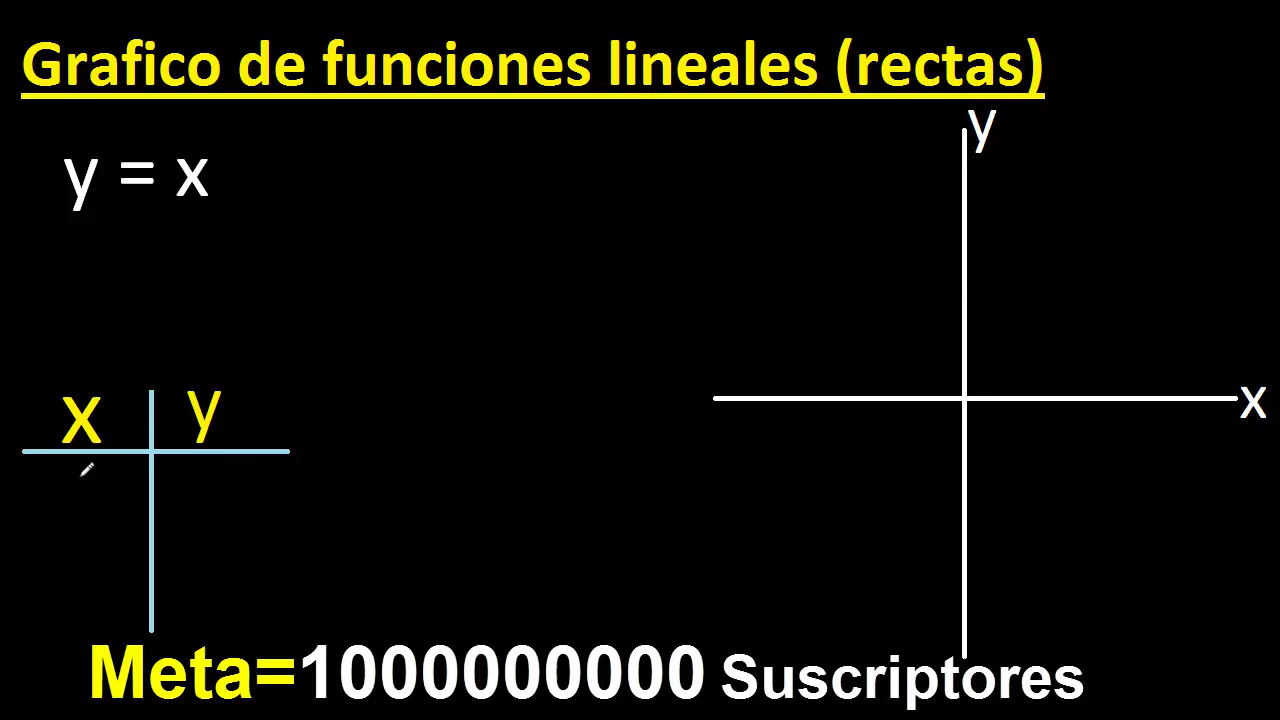 Grafico de funciones lineales (rectas)
y
y = x
x
x y
Meta=1000000000 Suscriptores